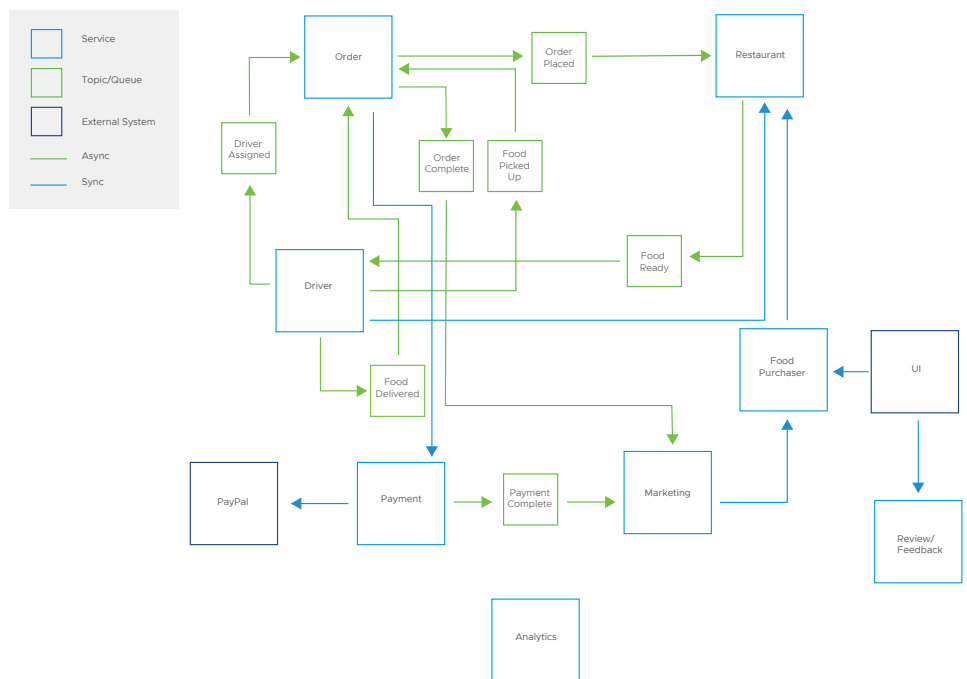 Service
Topic/Queue
External System
Async
Sync
Order
Order
Placed
Restaurant
Driver
Assigned
Order
Complete
Food
Picked
Up
Food
Ready
Driver
Food
Delivered
Food
Purchaser
UI
PayPal
Payment
Payment
Complete
Marketing
Review/
Feedback
Analytics